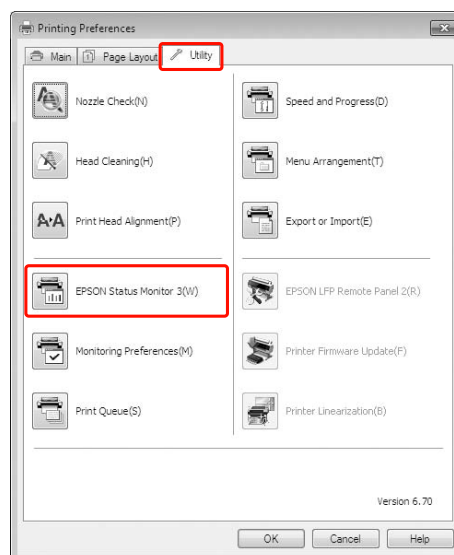 Printing Preferences
Main
Page Layout
Utility
Nozzle Check(N)
Speed and Progress(D)
Head Cleaning(H)
Menu Arrangement(T)
A A
Print Head Alignment(P)
Export or Import(E)
EPSON Status Monitor 3(W)
EPSON LFP Remote Panel 2(R)
Monitoring Preferences(M)
Printer Firmware Update(F)
Print Queue(S)
Printer Linearization(B)
Version 6.70
OK
Cancel
Help